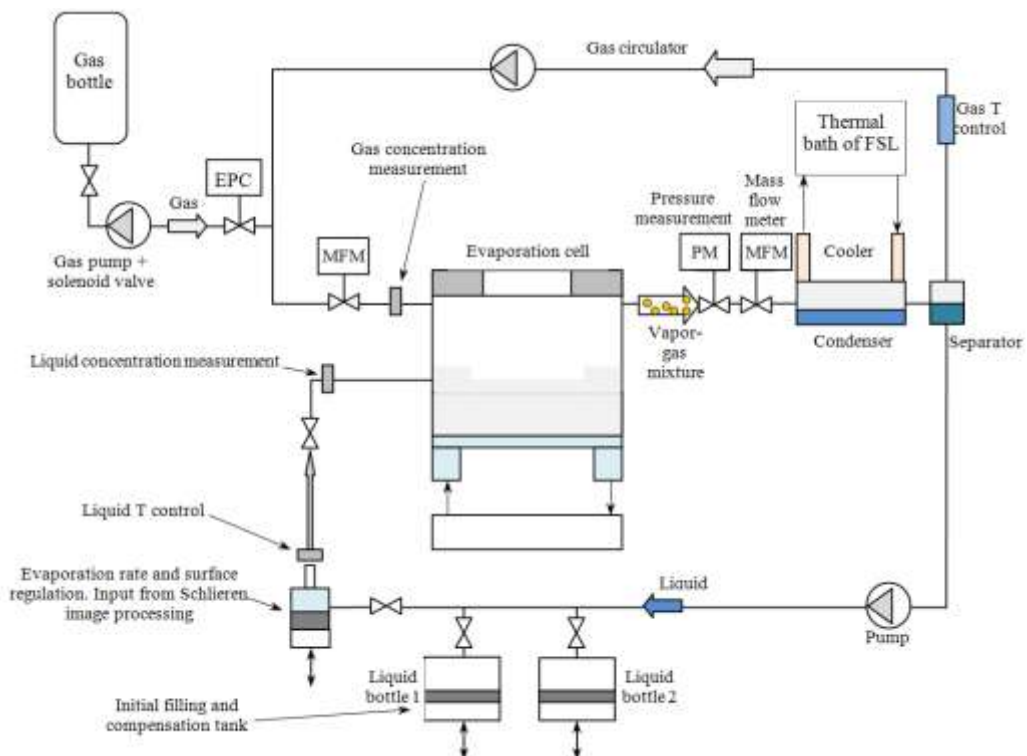 Gas
bottle
Gas circulator
Gas T
control
Thermal
bath of FSL
Gas concentration
measurement
EPC
Gas
Gas pump +
solenoid valve
MFM
Evaporation cell
Pressure
measurement
Mass
flow
meter
PM
MFM
Cooler
Vapor-
gas
mixture
Condenser
Separator
Liquid concentration measurement
Liquid T control
Evaporation rate and surface
regulation. Input from Schlieren
image processing
Liquid
Pump
Liquid
bottle 1
Liquid
bottle 2
Initial filling and
compensation tank